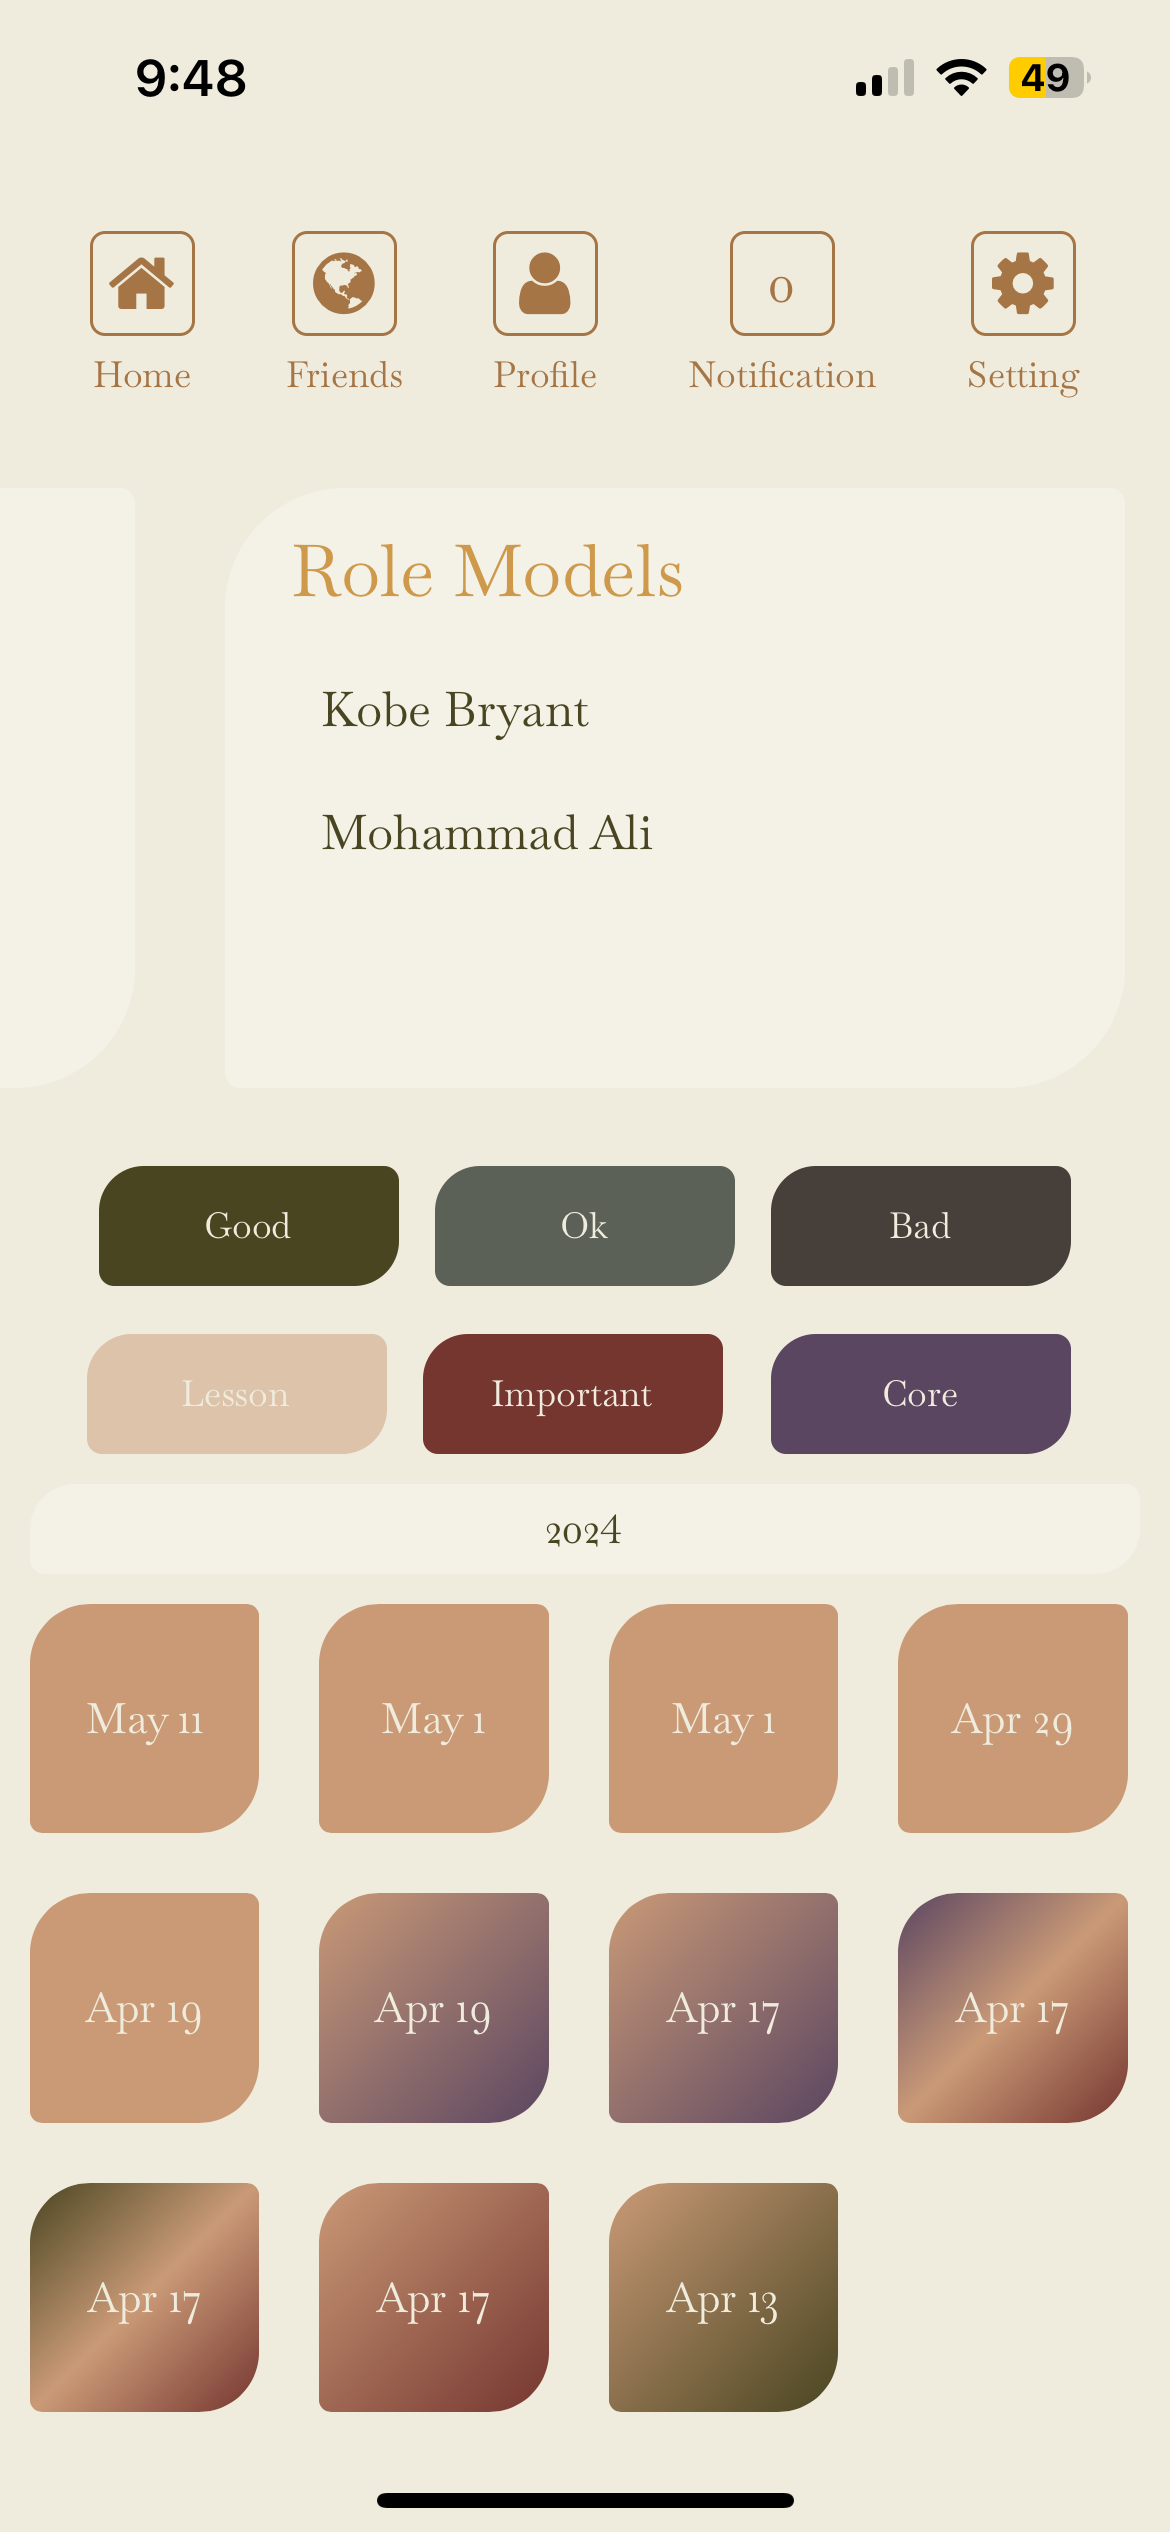 9:48
49
Home Friends Profile 0 Notification Setting
Role Models
Kobe Bryant
Mohammad Ali
Good Ok Bad
Lesson Important Core
2024
May 11 May 1 May 1 Apr 29
Apr 19 Apr 19 Apr 17 Apr 17
Apr 17 Apr 17 Apr 13